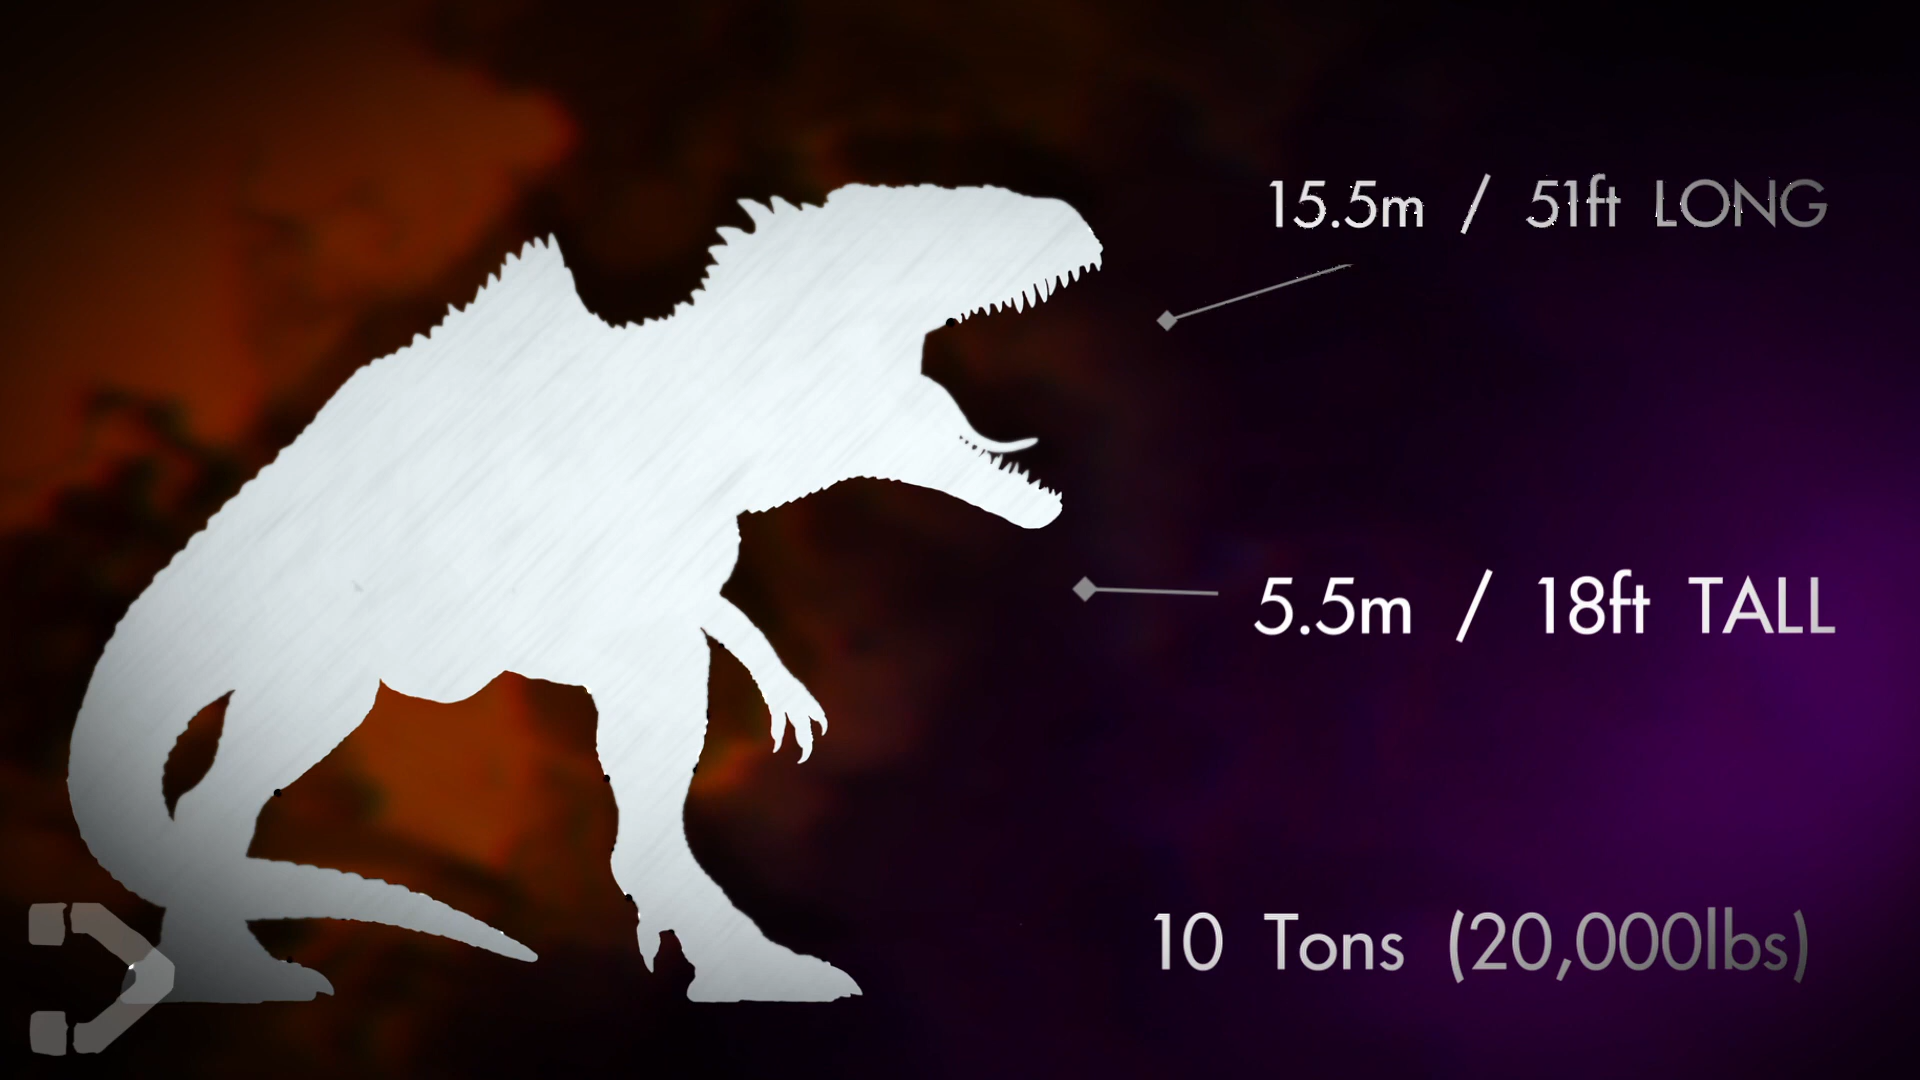 15.5m / 51ft LONG
5.5m / 18ft TALL
10 Tons (20,000lbs)